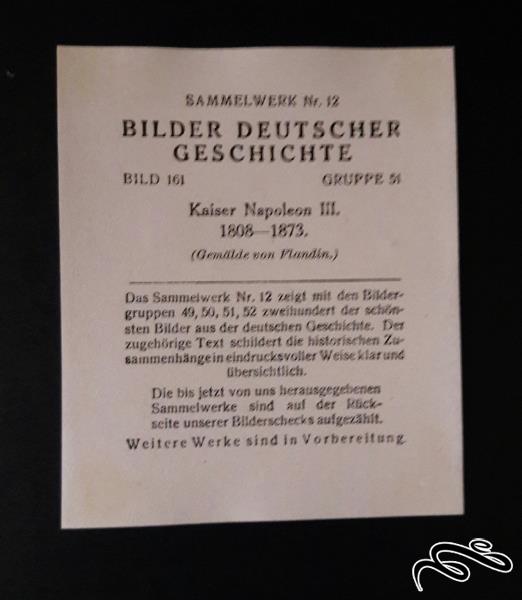 SAMMELWERK Nr. 12
BILDER DEUTSCHER
GESCHICHTE
BILD 161 GRUPPE 51
Kaiser Napoleon III.
1808—1873.
(Gemälde von Flandin.)
Das Sammelwerk Nr. 12 zeigt mit den Bilder-
gruppen 49, 50, 51, 52 zweihundert der schön-
sten Bilder aus der deutschen Geschichte. Der
zugehörige Text schildert die historischen Zu-
sammenhänge in eindrucksvoller Weise klar und
übersichtlich.
Die bis jetzt von uns herausgegebenen
Sammelwerke sind auf der Rück-
seite unserer Bilderschecks aufgezählt.
Weitere Werke sind in Vorbereitung.